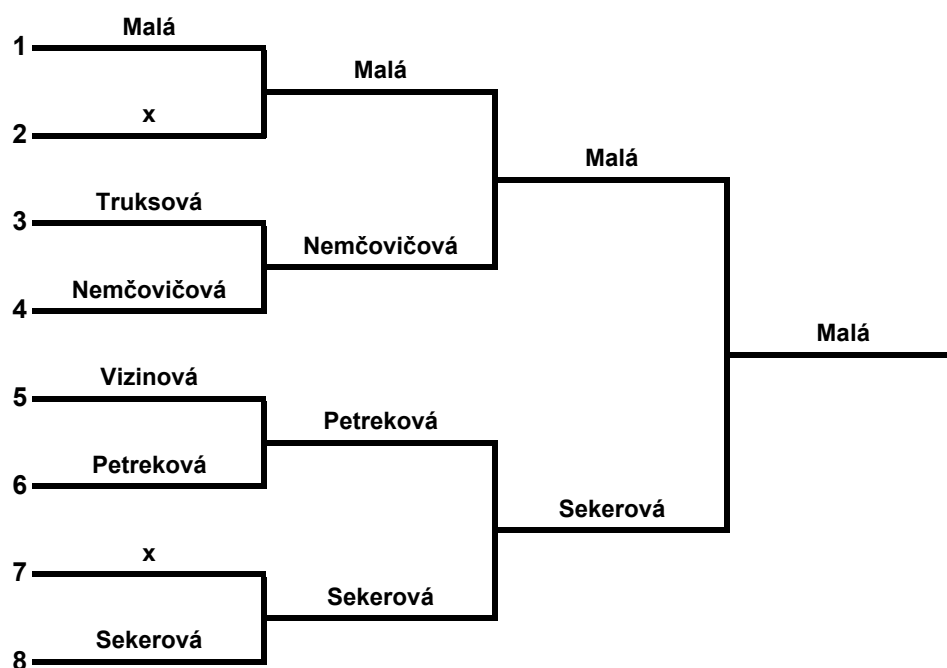 1 Malá
2 x
3 Truksová
4 Nemčovičová
5 Vizinová
6 Petreková
7 x
8 Sekerová
Malá
Nemčovičová
Petreková
Sekerová
Malá
Sekerová
Malá